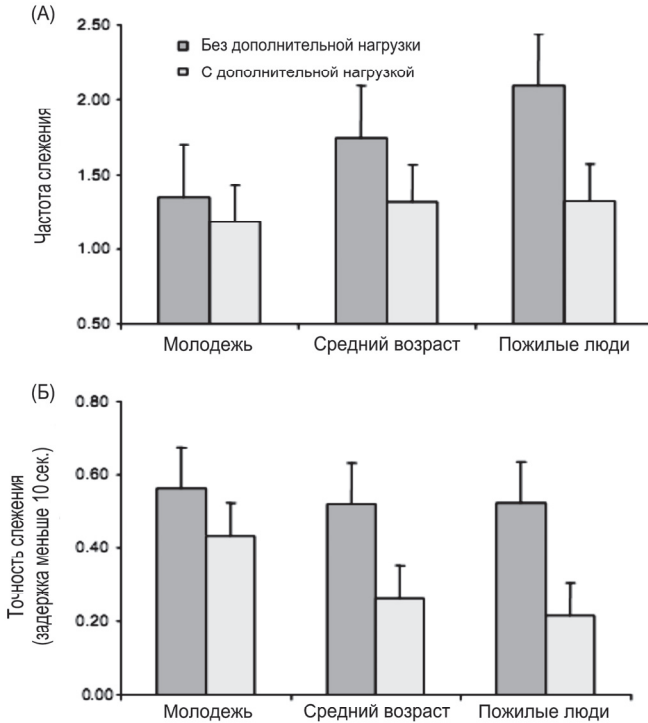 (А)
2.50
2.00
1.50
1.00
0.50
Частота слежения
Без дополнительной нагрузки
С дополнительной нагрузкой
Молодежь
Средний возраст
Пожилые люди
(Б)
0.80
0.60
0.40
0.20
0.00
Точность слежения
(задержка меньше 10 сек.)
Молодежь
Средний возраст
Пожилые люди